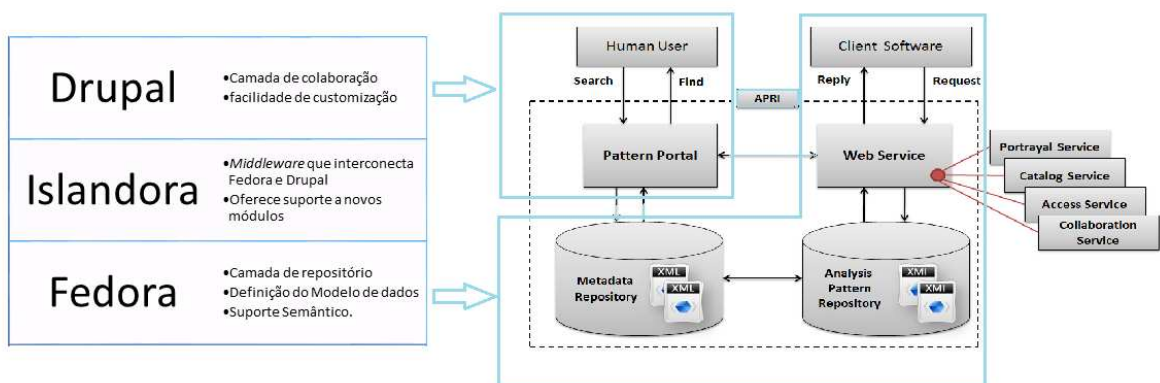 Drupal
•Camada de colaboração
•facilidade de customização
Islandora
•Middleware que interconecta
Fedora e Drupal
•Oferece suporte a novos
módulos
Fedora
•Camada de repositório
•Definição do Modelo de dados
•Suporte Semântico.
Human User
Search
Find
APRI
Client Software
Reply
Request
Pattern Portal
Web Service
Portrayal Service
Catalog Service
Access Service
Collaboration
Service
Metadata
Repository
XML
XML
Analysis
Pattern
Repository
XMI
XMI